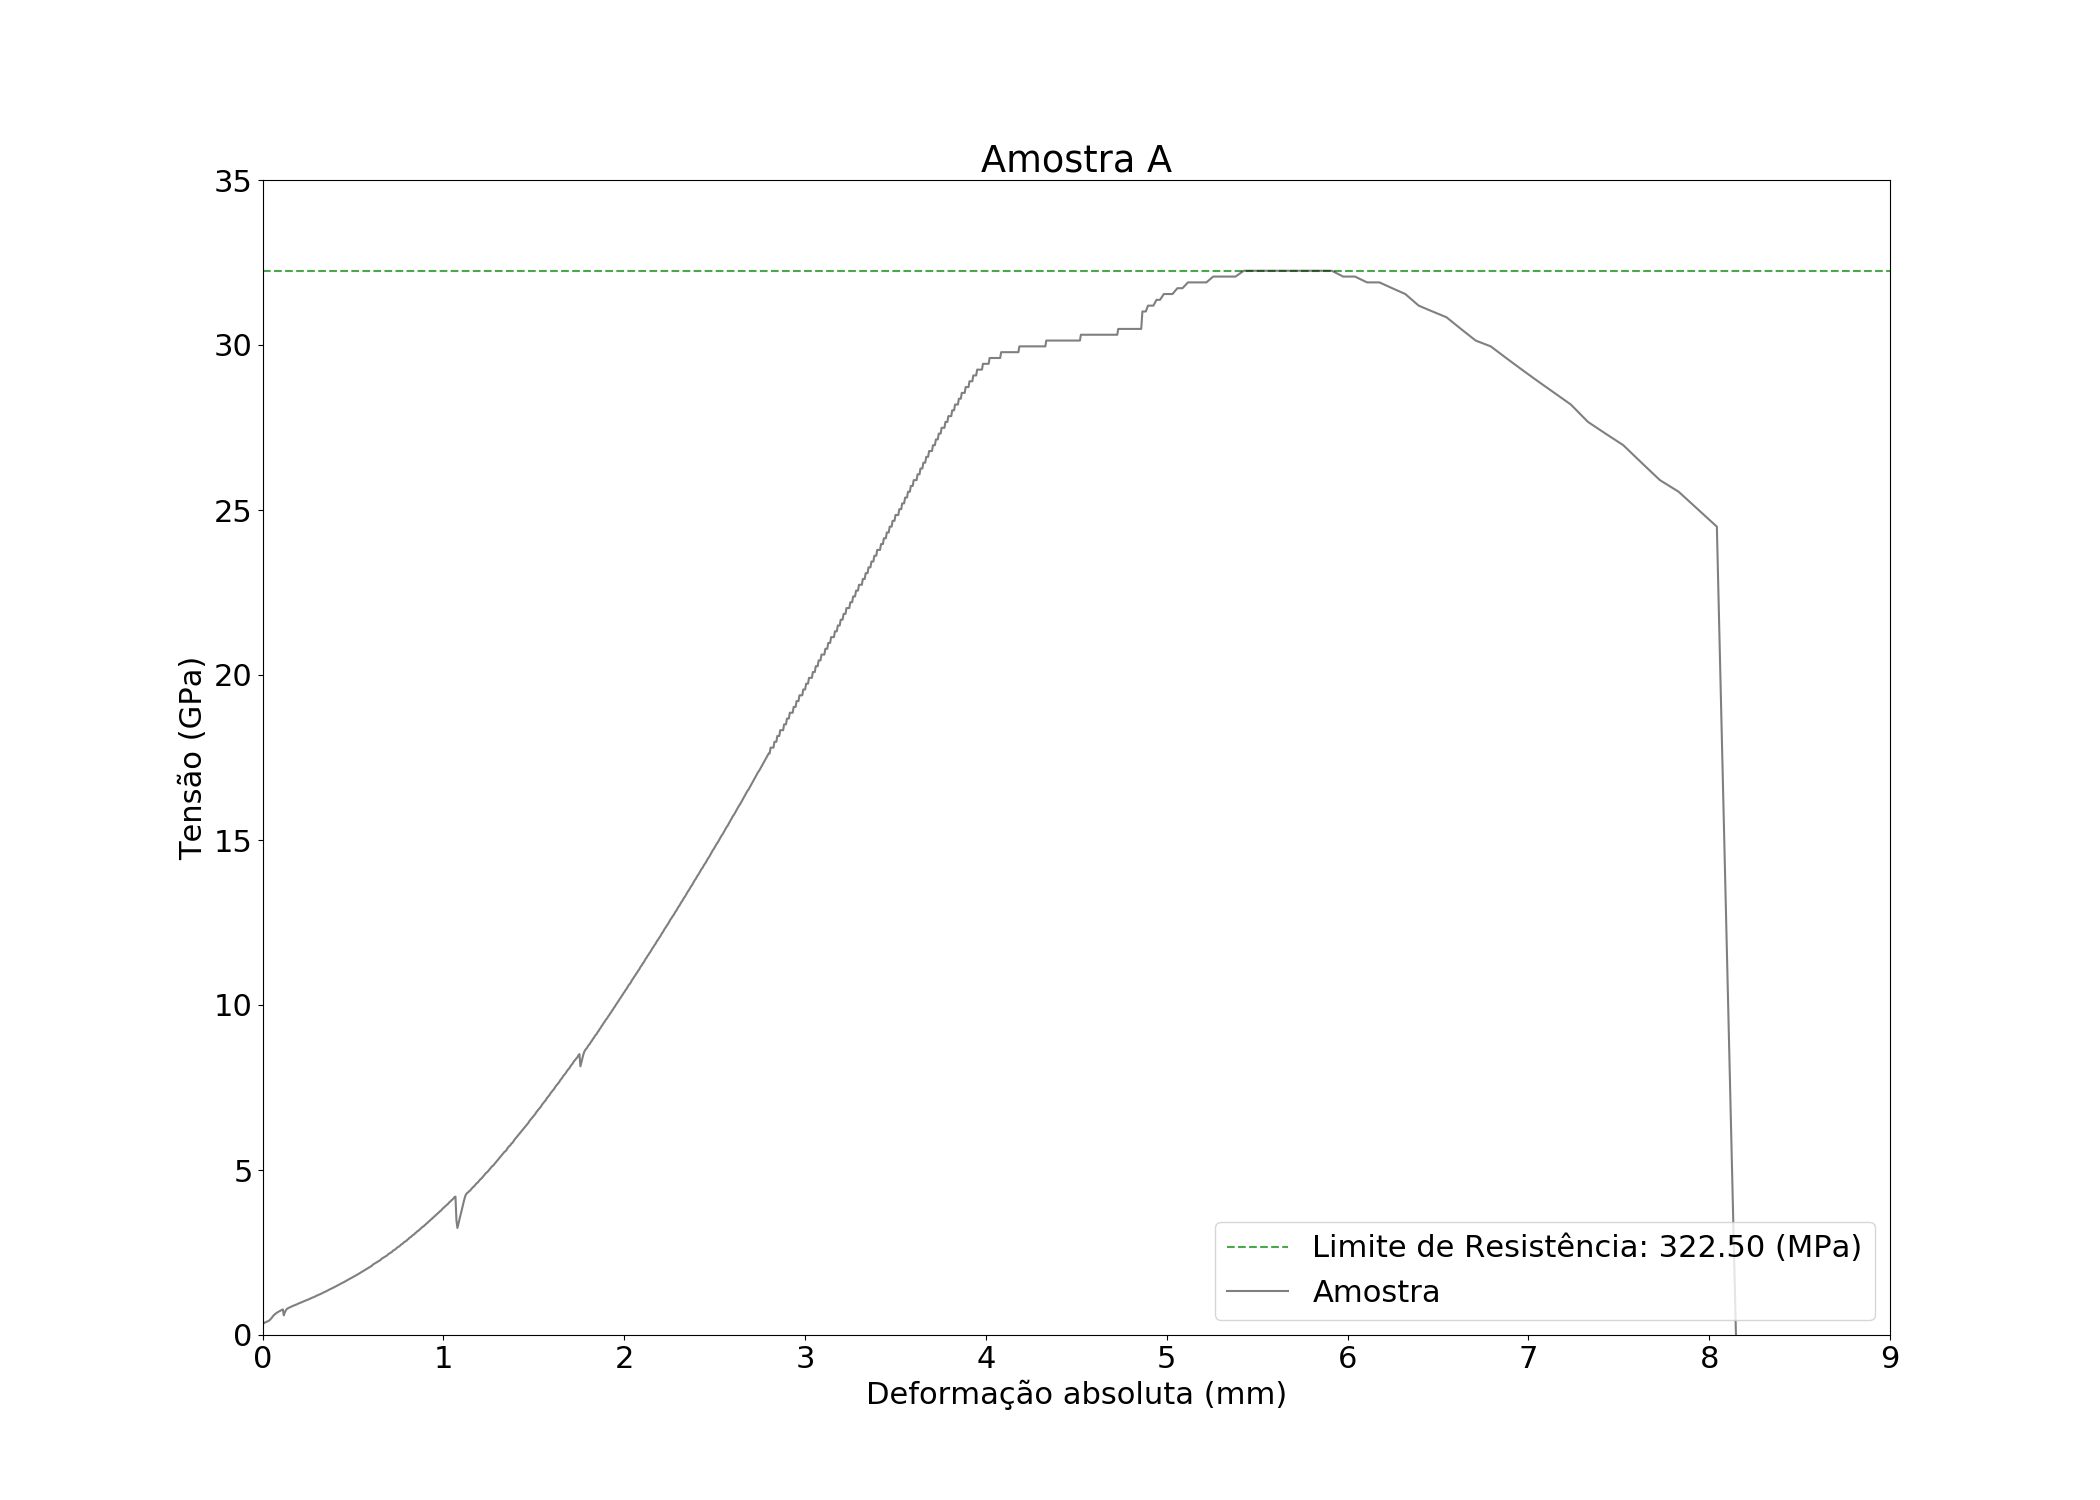 Amostra A
35
30
25
20
15
10
5
0
Tensão (GPa)
0 1 2 3 4 5 6 7 8 9
Deformação absoluta (mm)
Limite de Resistência: 322.50 (MPa)
Amostra